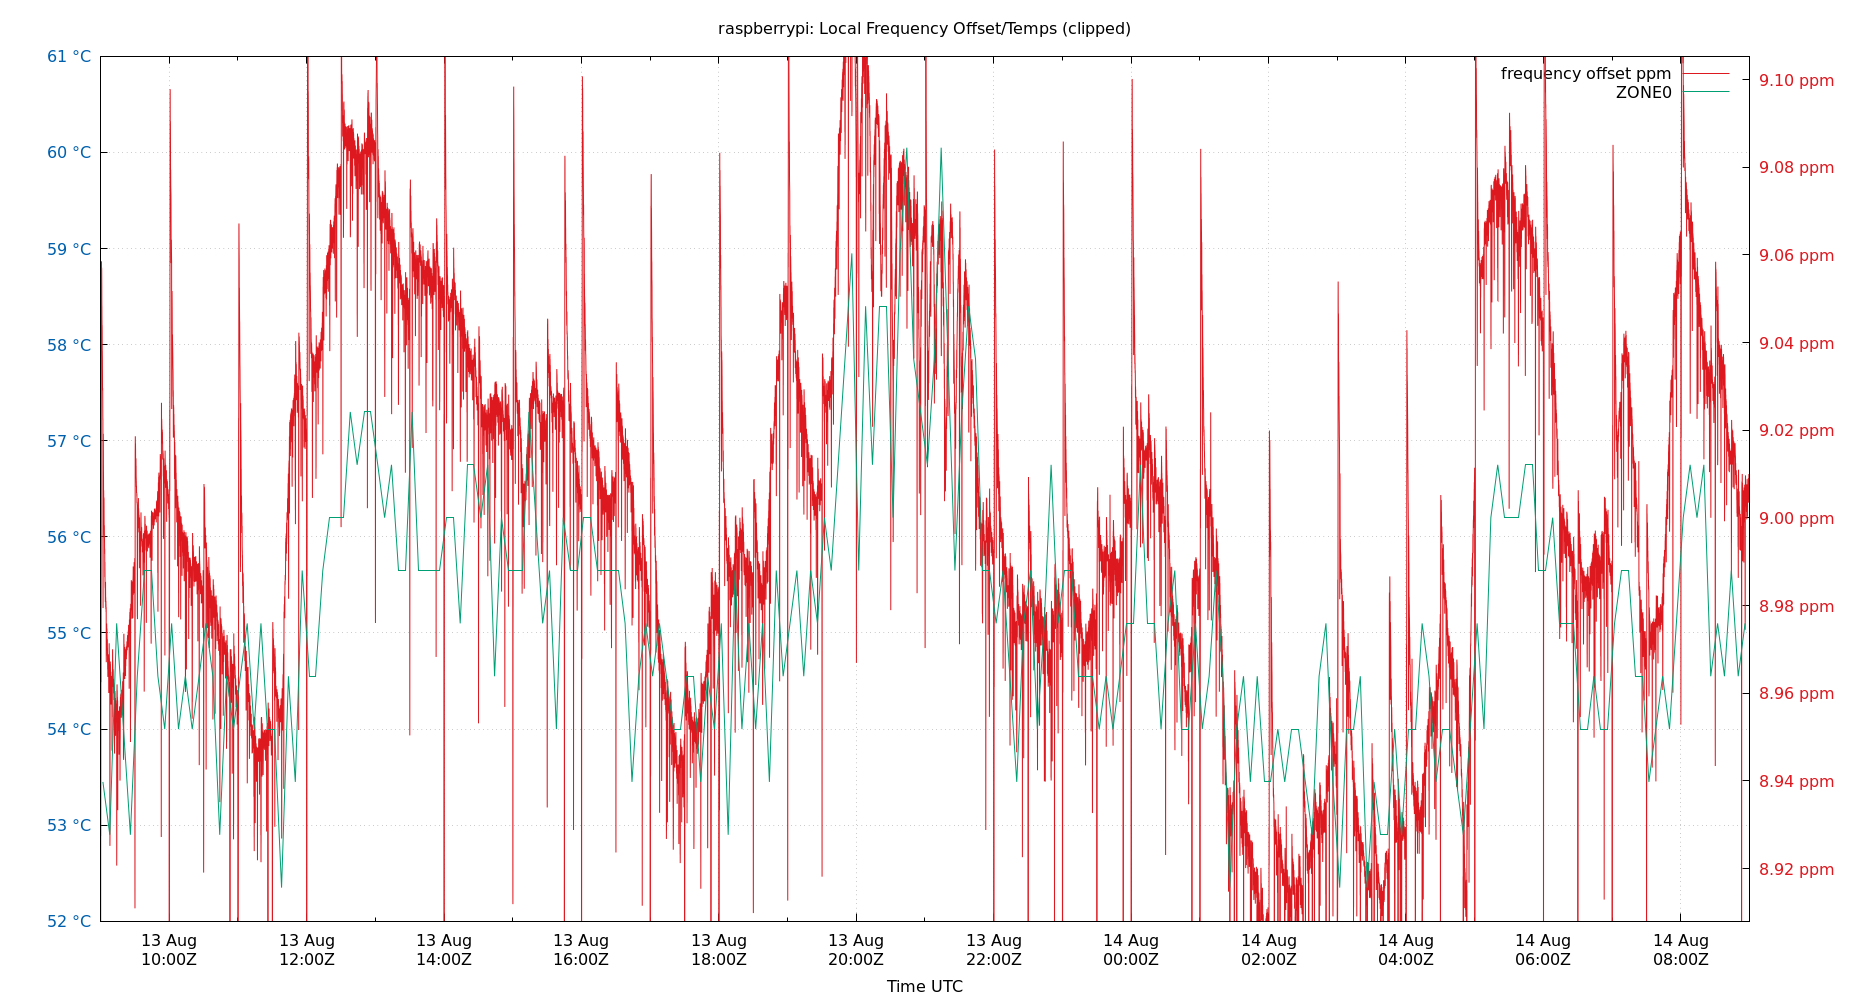 raspberrypi: Local Frequency Offset/Temps (clipped)
61 °C
60 °C
59 °C
58 °C
57 °C
56 °C
55 °C
54 °C
53 °C
52 °C
frequency offset ppm
ZONE0
9.10 ppm
9.08 ppm
9.06 ppm
9.04 ppm
9.02 ppm
9.00 ppm
8.98 ppm
8.96 ppm
8.94 ppm
8.92 ppm
13 Aug
10:00Z
13 Aug
12:00Z
13 Aug
14:00Z
13 Aug
16:00Z
13 Aug
18:00Z
13 Aug
20:00Z
13 Aug
22:00Z
14 Aug
00:00Z
14 Aug
02:00Z
14 Aug
04:00Z
14 Aug
06:00Z
14 Aug
08:00Z
Time UTC